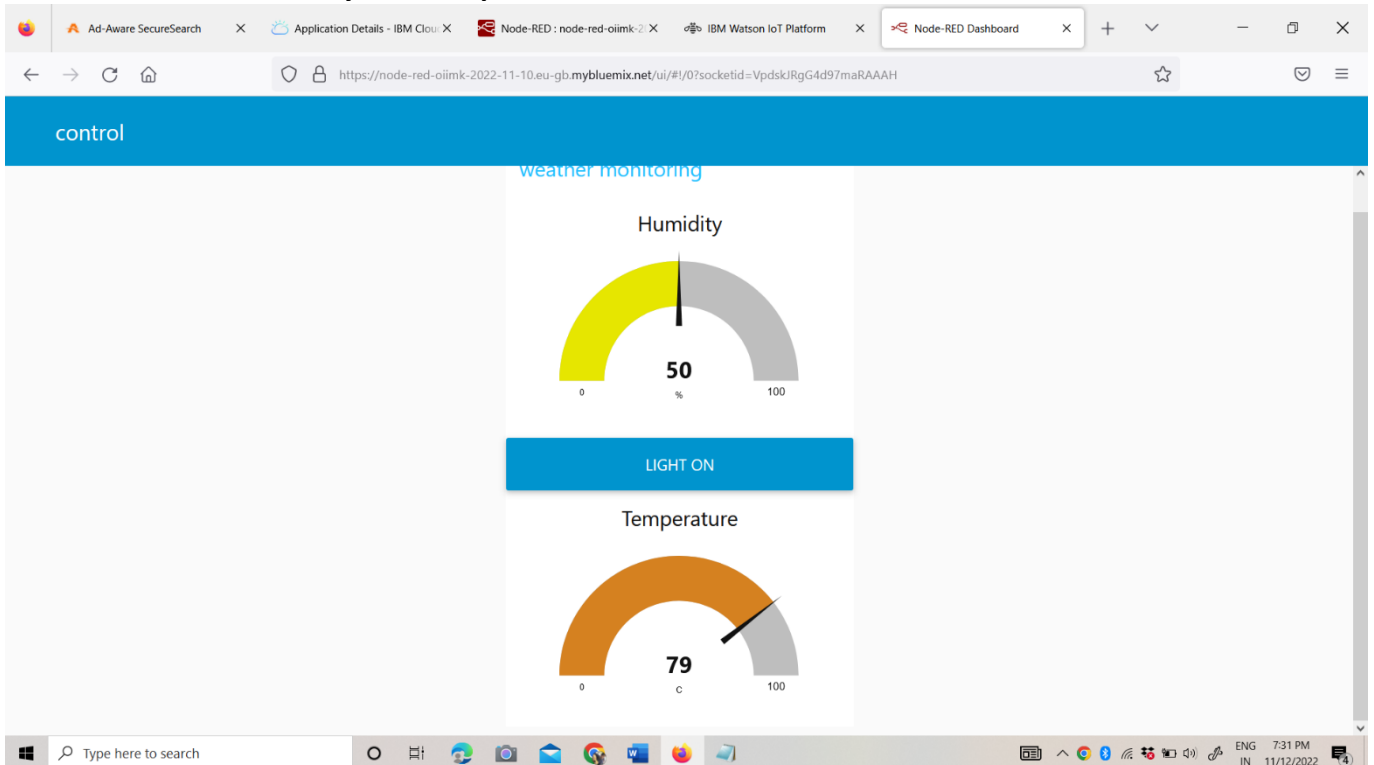 Ad-Aware SecureSearch
Application Details - IBM Clou
Node-RED : node-red-oiimk-2
IBM Watson IoT Platform
Node-RED Dashboard
https://node-red-oiimk-2022-11-10.eu-gb.mybluemix.net/ui/#!/0?socketid=VpdskJRgG4d97maRAAAH
control
weather monitoring
Humidity
50
0 % 100
LIGHT ON
Temperature
79
0 C 100
Type here to search
ENG 7:31 PM
IN 11/12/2022
4